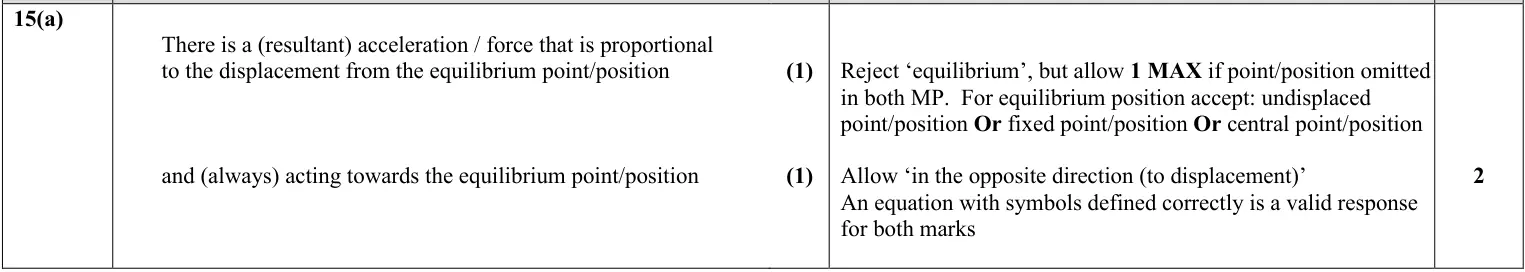 15(a)
There is a (resultant) acceleration / force that is proportional
to the displacement from the equilibrium point/position (1) Reject ‘equilibrium’, but allow 1 MAX if point/position omitted
in both MP. For equilibrium position accept: undisplaced
point/position Or fixed point/position Or central point/position
and (always) acting towards the equilibrium point/position (1) Allow ‘in the opposite direction (to displacement)’ 2
An equation with symbols defined correctly is a valid response
for both marks